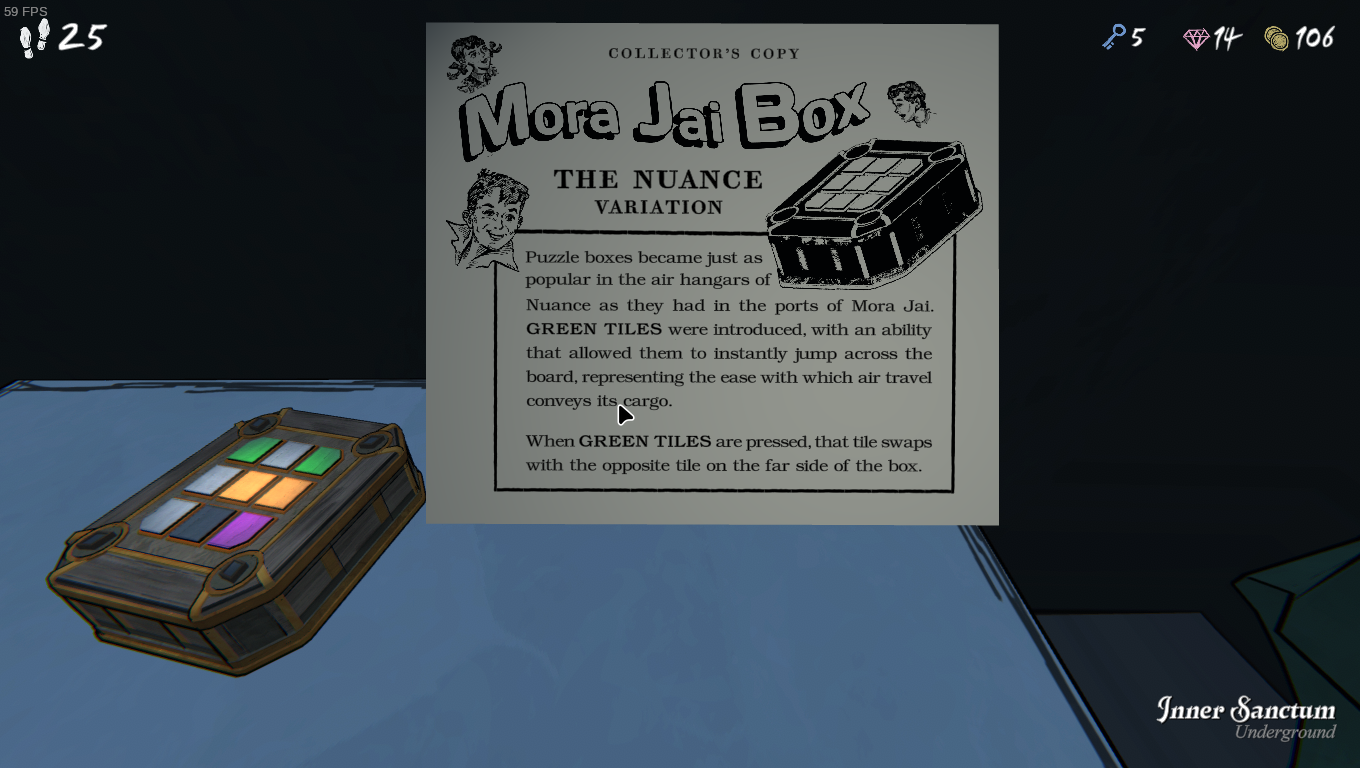 59 FPS
25
5 14 106
COLLECTOR'S COPY
Mora Jai Box
THE NUANCE
VARIATION
Puzzle boxes became just as
popular in the air hangars of
Nuance as they had in the ports of Mora Jai.
GREEN TILES were introduced, with an ability
that allowed them to instantly jump across the
board, representing the ease with which air travel
conveys its cargo.
When GREEN TILES are pressed, that tile swaps
with the opposite tile on the far side of the box.
Inner Sanctum
Underground